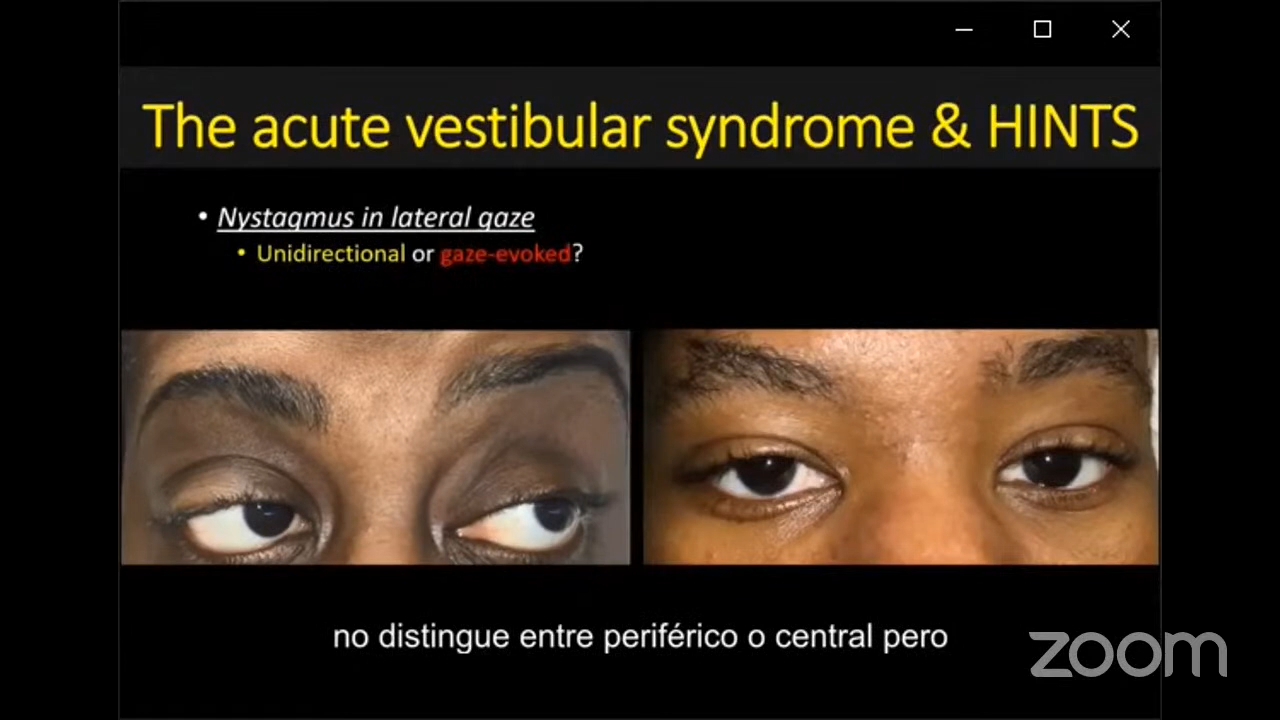 The acute vestibular syndrome & HINTS
• Nystagmus in lateral gaze
• Unidirectional or gaze-evoked?
no distingue entre periférico o central pero
zoom